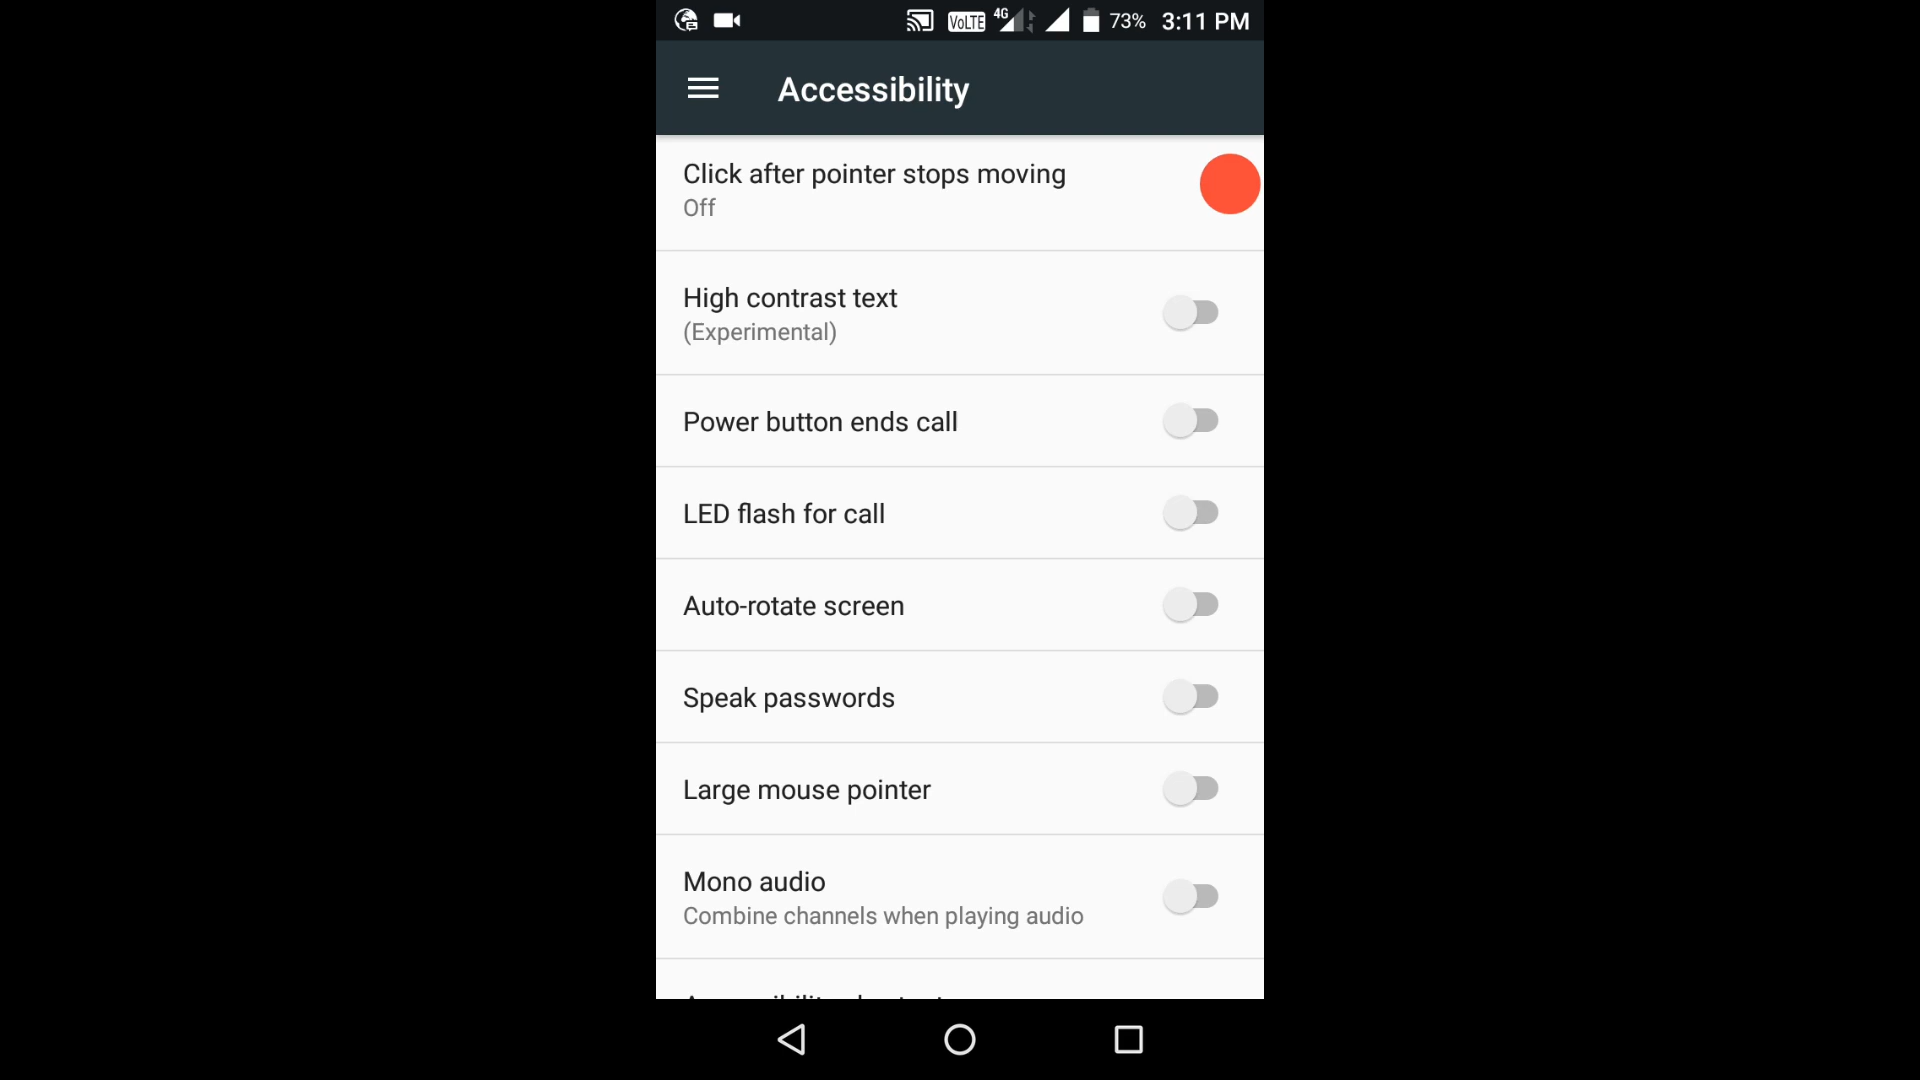 VoLTE 4G 73% 3:11 PM
Accessibility
Click after pointer stops moving
Off
High contrast text
(Experimental)
Power button ends call
LED flash for call
Auto-rotate screen
Speak passwords
Large mouse pointer
Mono audio
Combine channels when playing audio